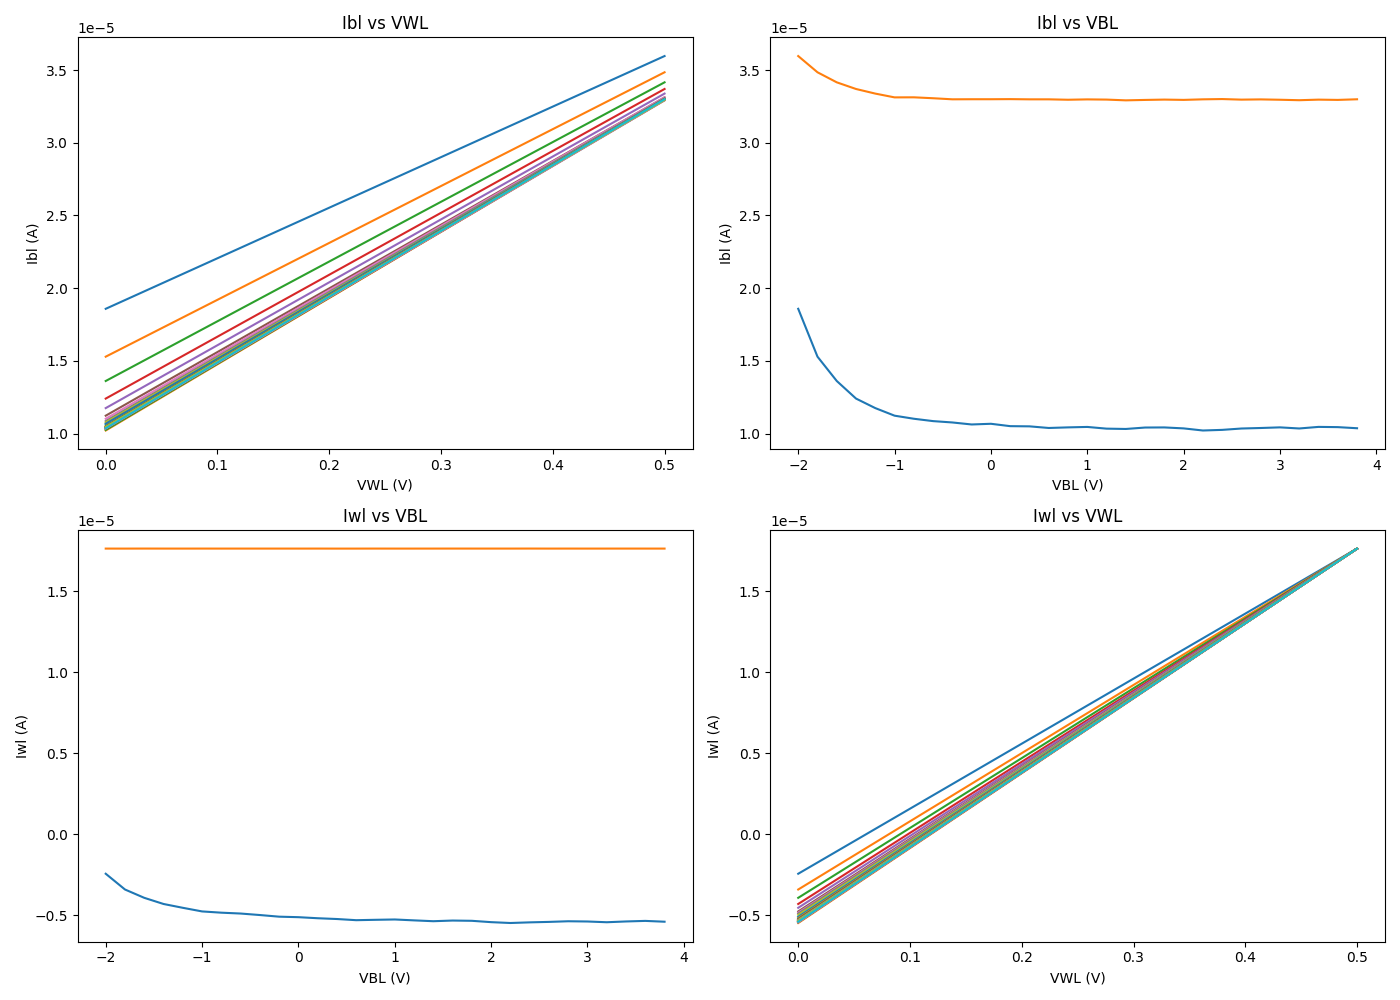 Ibl vs VWL
1e−5
Ibl (A)
3.5
3.0
2.5
2.0
1.5
1.0
0.0 0.1 0.2 0.3 0.4 0.5
VWL (V)
Ibl vs VBL
1e−5
Ibl (A)
3.5
3.0
2.5
2.0
1.5
1.0
−2 −1 0 1 2 3 4
VBL (V)
Iwl vs VBL
1e−5
Iwl (A)
1.5
1.0
0.5
0.0
−0.5
−2 −1 0 1 2 3 4
VBL (V)
Iwl vs VWL
1e−5
Iwl (A)
1.5
1.0
0.5
0.0
−0.5
0.0 0.1 0.2 0.3 0.4 0.5
VWL (V)